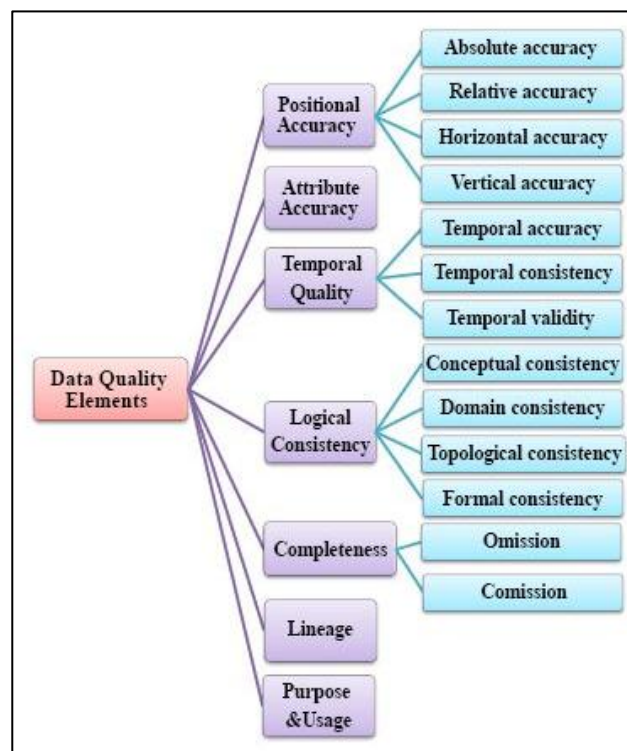 Data Quality
Elements
Positional
Accuracy
Absolute accuracy
Relative accuracy
Horizontal accuracy
Vertical accuracy
Attribute
Accuracy
Temporal
Quality
Temporal accuracy
Temporal consistency
Temporal validity
Logical
Consistency
Conceptual consistency
Domain consistency
Topological consistency
Formal consistency
Completeness
Omission
Comission
Lineage
Purpose
&Usage